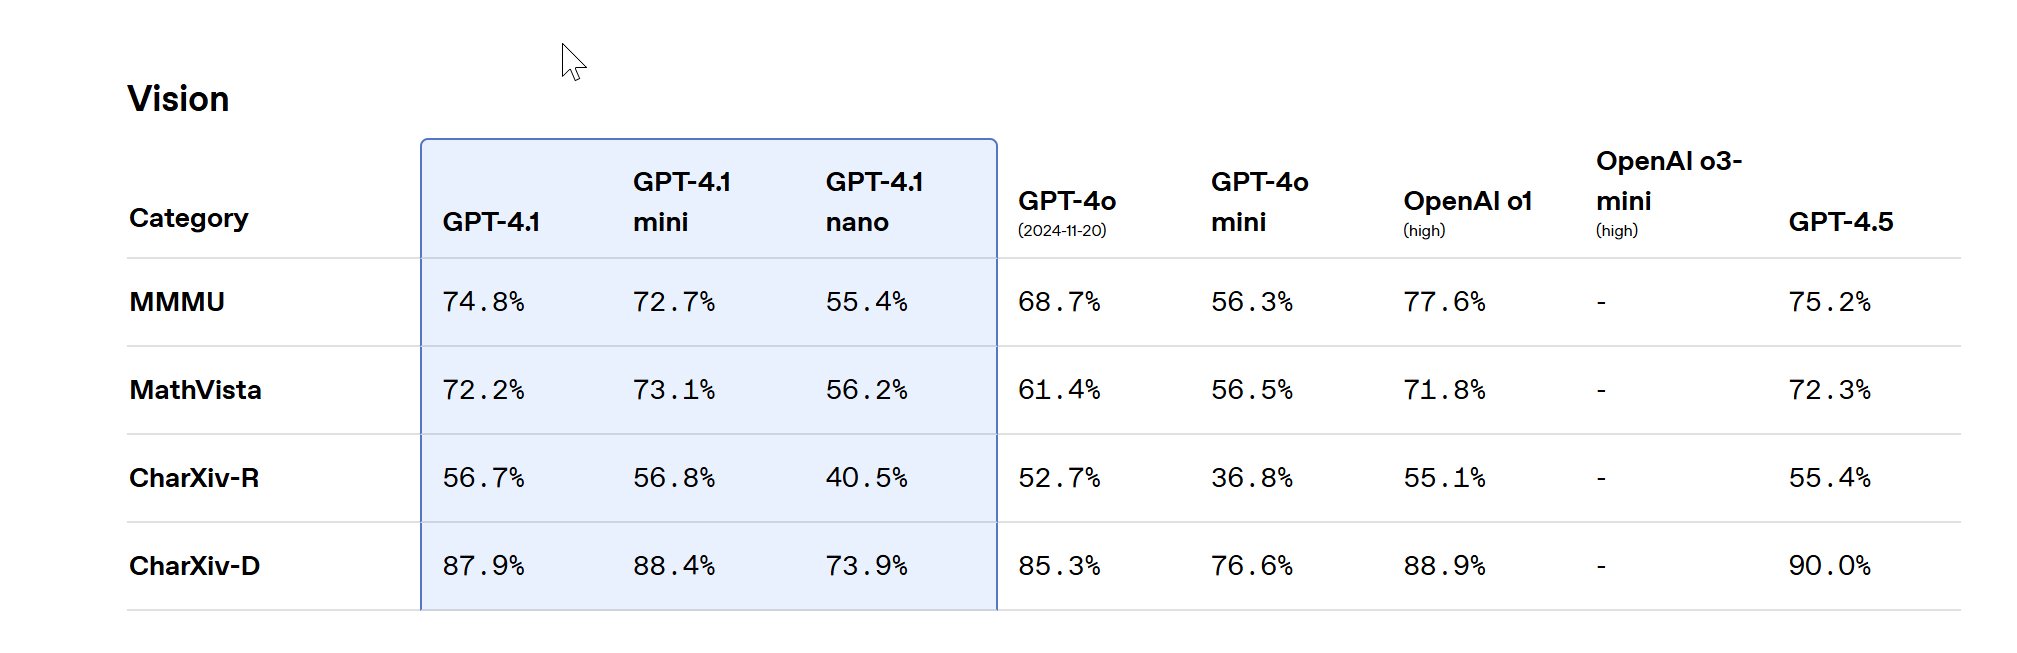 Vision
Category GPT-4.1 GPT-4.1 mini GPT-4.1 nano GPT-4o (2024-11-20) GPT-4o mini OpenAI o1 (high) OpenAI o3-mini (high) GPT-4.5
MMMU 74.8% 72.7% 55.4% 68.7% 56.3% 77.6% - 75.2%
MathVista 72.2% 73.1% 56.2% 61.4% 56.5% 71.8% - 72.3%
CharXiv-R 56.7% 56.8% 40.5% 52.7% 36.8% 55.1% - 55.4%
CharXiv-D 87.9% 88.4% 73.9% 85.3% 76.6% 88.9% - 90.0%